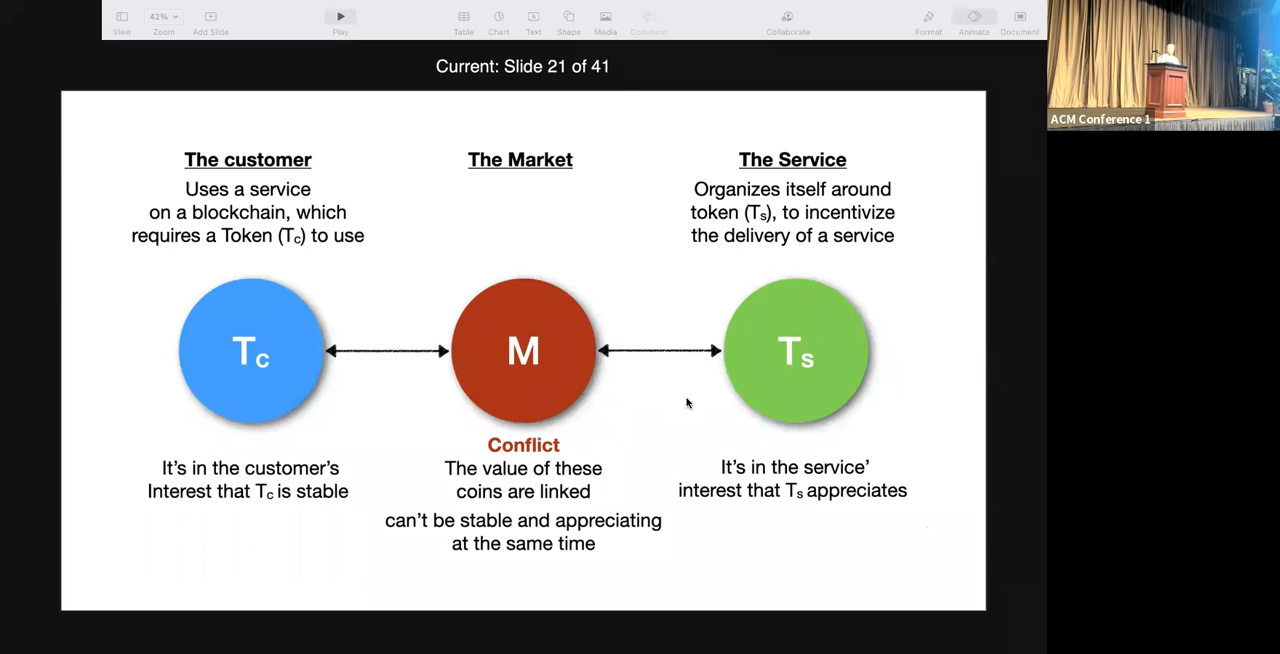 42%
View
Zoom
Add Slide
Play
Table
Chart
Text
Shape
Media
Comment
Collaborate
Format
Animate
Document
Current: Slide 21 of 41
ACM Conference 1
The customer
Uses a service
on a blockchain, which
requires a Token (Tc) to use
The Market
The Service
Organizes itself around
token (Ts), to incentivize
the delivery of a service
Tc
M
Ts
It's in the customer's
Interest that Tc is stable
Conflict
The value of these
coins are linked
can't be stable and appreciating
at the same time
It's in the service'
interest that Ts appreciates